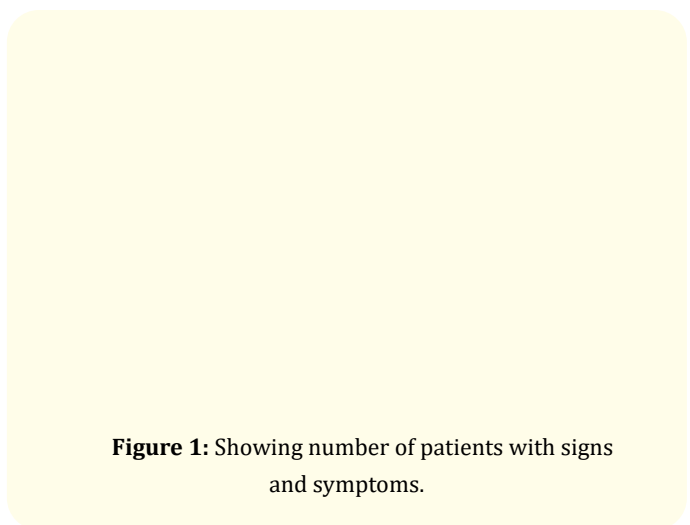 Figure 1: Showing number of patients with signs
and symptoms.